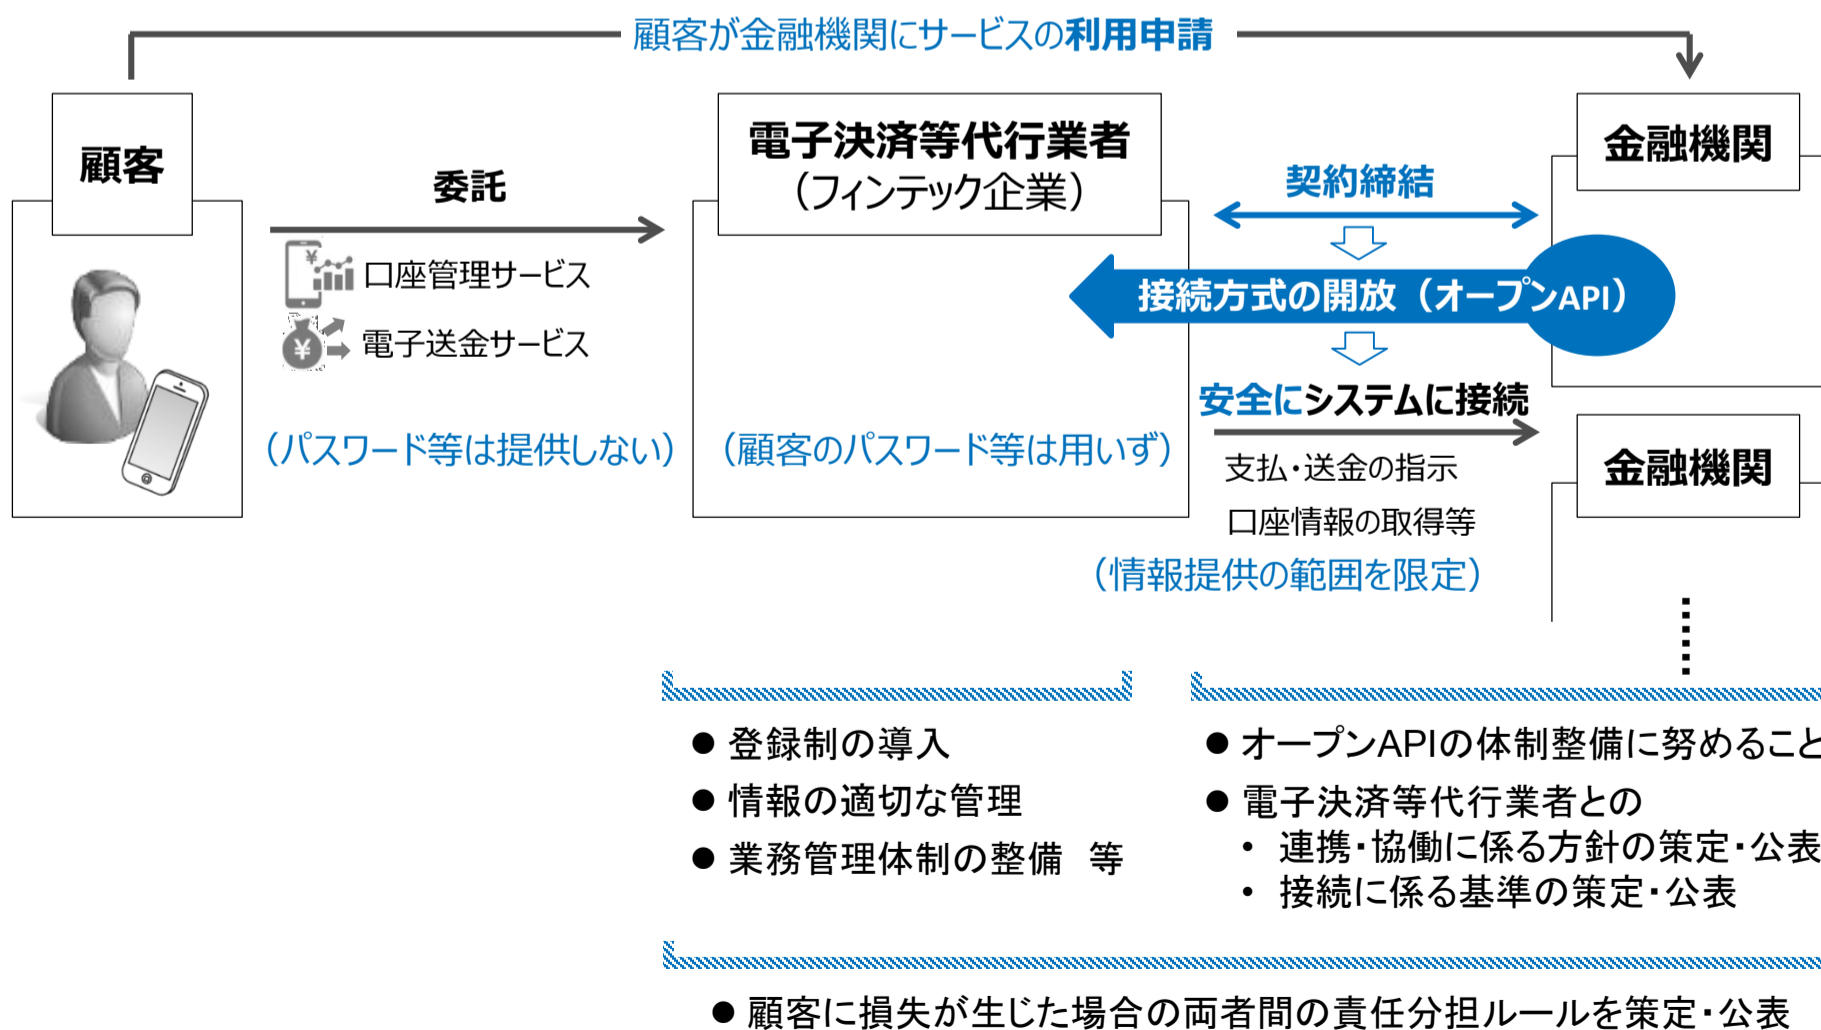 顧客が金融機関にサービスの利用申請
顧客
電子決済等代行業者
（フィンテック企業）
金融機関
委託
契約締結
口座管理サービス
電子送金サービス
接続方式の開放（オープンAPI）
安全にシステムに接続
（パスワード等は提供しない）
（顧客のパスワード等は用いず）
支払・送金の指示
口座情報の取得等
（情報提供の範囲を限定）
金融機関
● 登録制の導入
● 情報の適切な管理
● 業務管理体制の整備　等
● オープンAPIの体制整備に努めること
● 電子決済等代行業者との
• 連携・協働に係る方針の策定・公表
• 接続に係る基準の策定・公表
● 顧客に損失が生じた場合の両者間の責任分担ルールを策定・公表